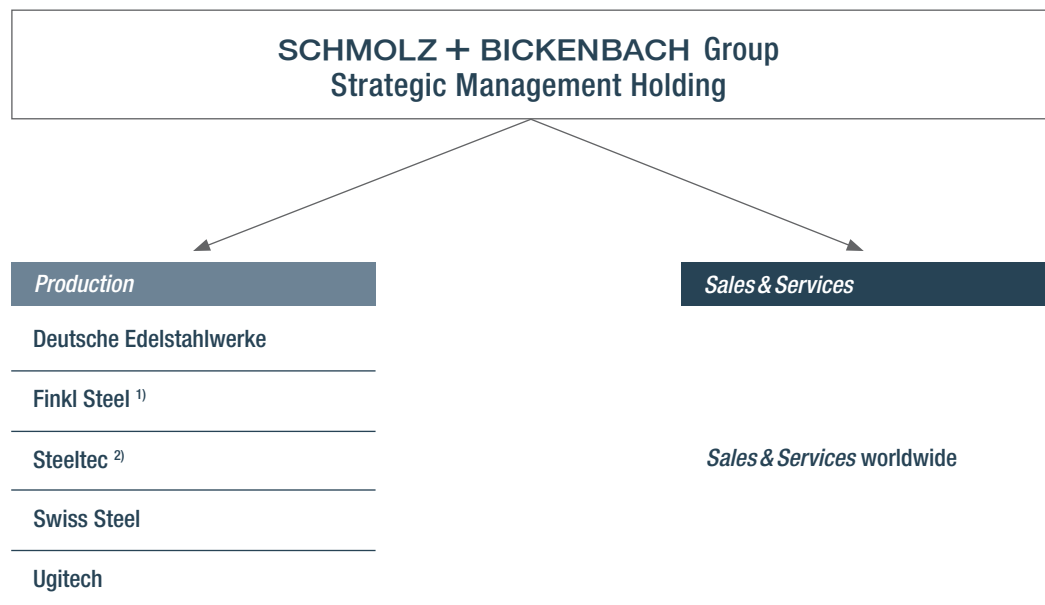 SCHMOLZ + BICKENBACH Group
Strategic Management Holding
Production
Deutsche Edelstahlwerke
Finkl Steel 1)
Steeltec 2)
Swiss Steel
Ugitech
Sales & Services
Sales & Services worldwide